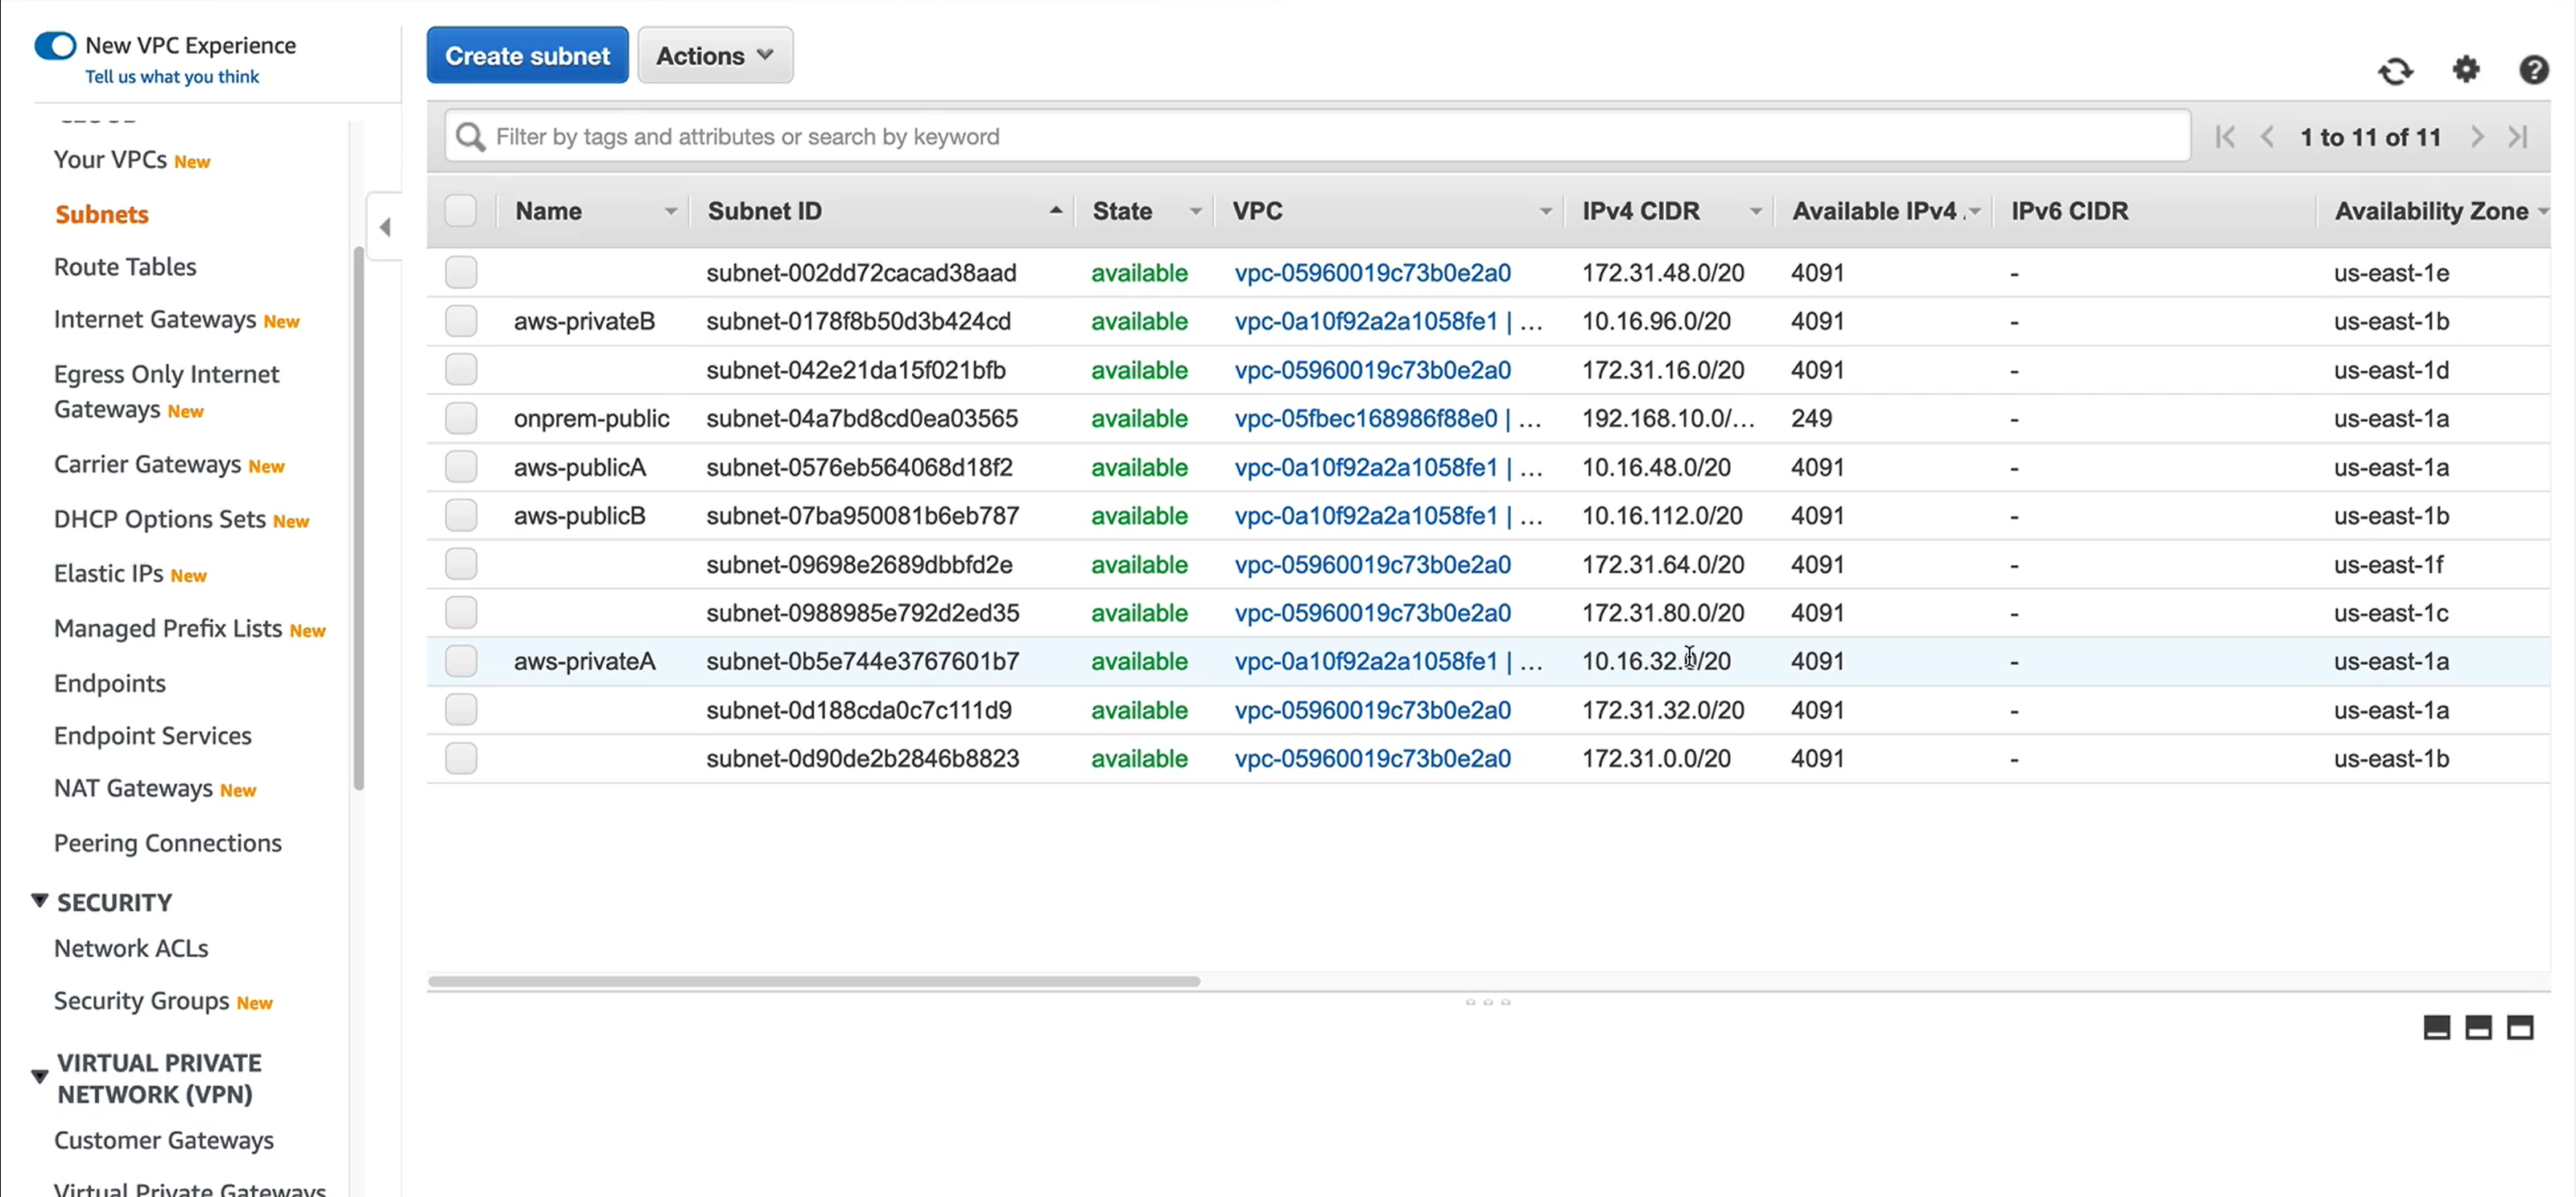 New VPC Experience
Tell us what you think
Your VPCs New
Subnets
Route Tables
Internet Gateways New
Egress Only Internet
Gateways New
Carrier Gateways New
DHCP Options Sets New
Elastic IPs New
Managed Prefix Lists New
Endpoints
Endpoint Services
NAT Gateways New
Peering Connections
SECURITY
Network ACLs
Security Groups New
VIRTUAL PRIVATE
NETWORK (VPN)
Customer Gateways
Virtual Private Gateways
Create subnet Actions
Filter by tags and attributes or search by keyword 1 to 11 of 11
Name Subnet ID State VPC IPv4 CIDR Available IPv4 . IPv6 CIDR Availability Zone
subnet-002dd72cacad38aad available vpc-05960019c73b0e2a0 172.31.48.0/20 4091 - us-east-1e
aws-privateB subnet-0178f8b50d3b424cd available vpc-0a10f92a2a1058fe1 | ... 10.16.96.0/20 4091 - us-east-1b
subnet-042e21da15f021bfb available vpc-05960019c73b0e2a0 172.31.16.0/20 4091 - us-east-1d
onprem-public subnet-04a7bd8cd0ea03565 available vpc-05fbec168986f88e0 | ... 192.168.10.0/... 249 - us-east-1a
aws-publicA subnet-0576eb564068d18f2 available vpc-0a10f92a2a1058fe1 | ... 10.16.48.0/20 4091 - us-east-1a
aws-publicB subnet-07ba950081b6eb787 available vpc-0a10f92a2a1058fe1 | ... 10.16.112.0/20 4091 - us-east-1b
subnet-09698e2689dbbfd2e available vpc-05960019c73b0e2a0 172.31.64.0/20 4091 - us-east-1f
subnet-0988985e792d2ed35 available vpc-05960019c73b0e2a0 172.31.80.0/20 4091 - us-east-1c
aws-privateA subnet-0b5e744e3767601b7 available vpc-0a10f92a2a1058fe1 | ... 10.16.32.0/20 4091 - us-east-1a
subnet-0d188cda0c7c111d9 available vpc-05960019c73b0e2a0 172.31.32.0/20 4091 - us-east-1a
subnet-0d90de2b2846b8823 available vpc-05960019c73b0e2a0 172.31.0.0/20 4091 - us-east-1b